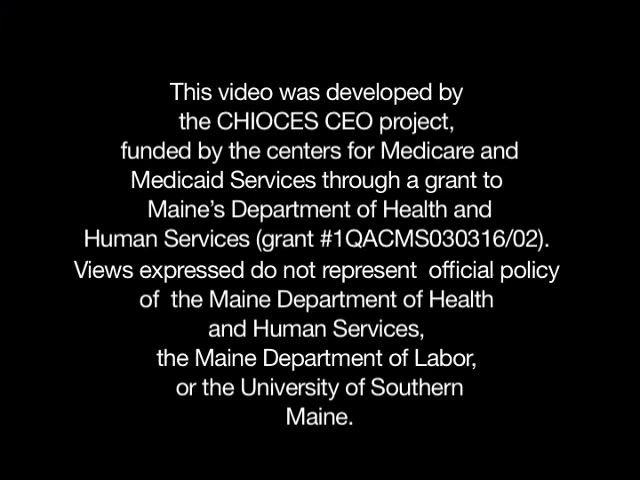 This video was developed by
the CHIOCES CEO project,
funded by the centers for Medicare and
Medicaid Services through a grant to
Maine's Department of Health and
Human Services (grant #1QACMS030316/02).
Views expressed do not represent  official policy
of  the Maine Department of Health
and Human Services,
the Maine Department of Labor,
or the University of Southern
Maine.